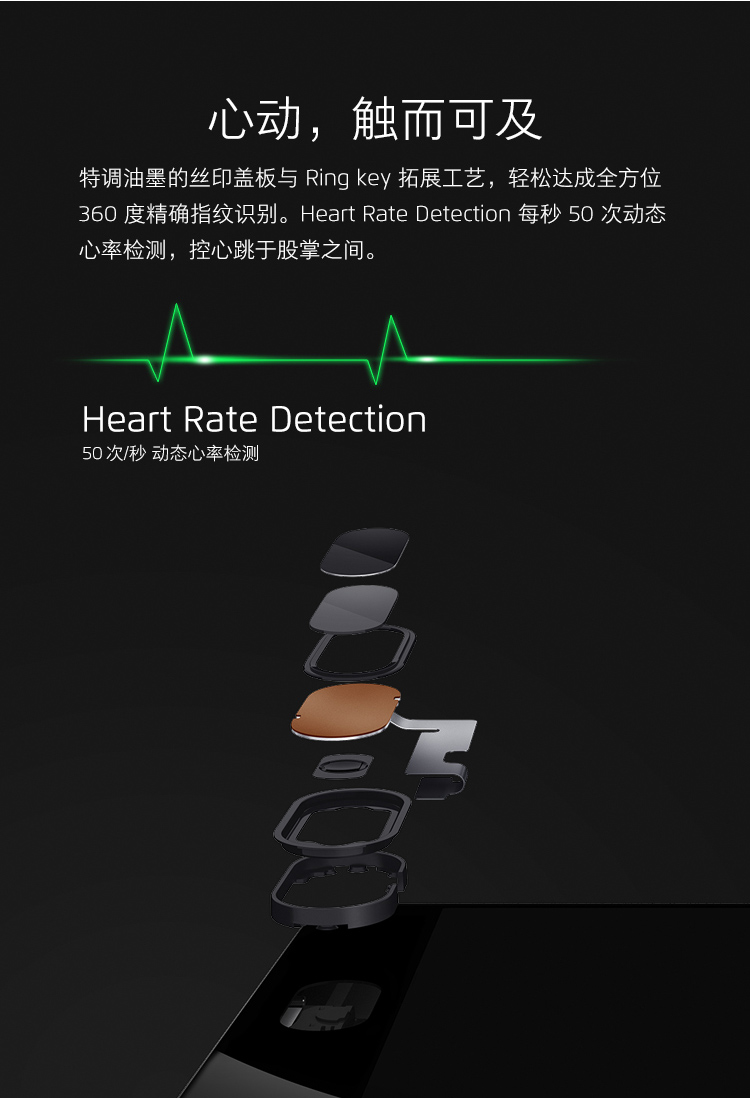 心动，触而可及
特调油墨的丝印盖板与 Ring key 拓展工艺，轻松达成全方位
360 度精确指纹识别。Heart Rate Detection 每秒 50 次动态
心率检测，控心跳于股掌之间。
Heart Rate Detection
50 次/秒 动态心率检测